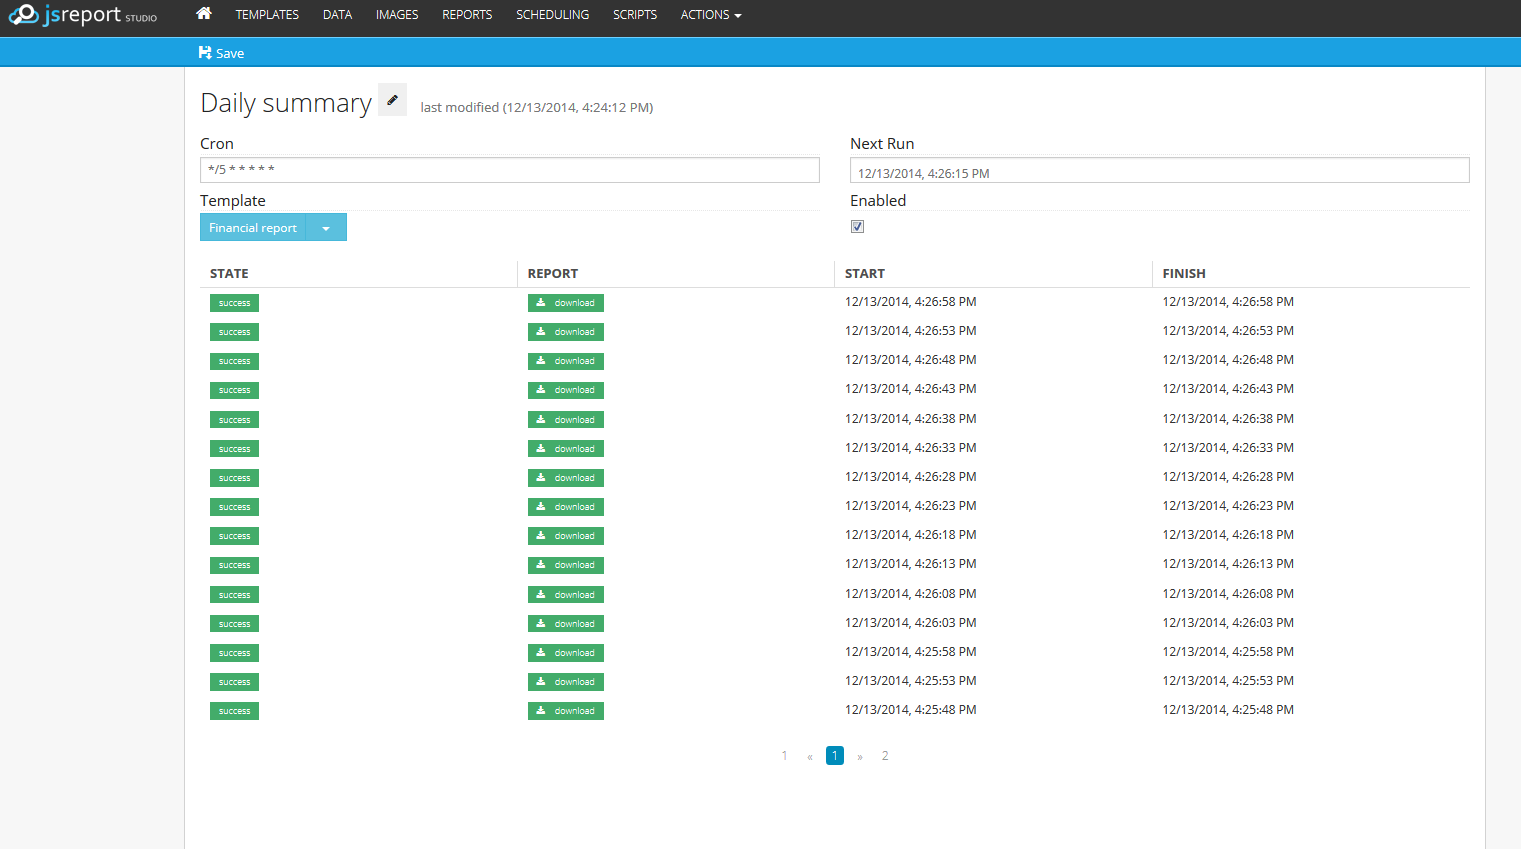 jsreport STUDIO TEMPLATES DATA IMAGES REPORTS SCHEDULING SCRIPTS ACTIONS
Save
Daily summary last modified (12/13/2014, 4:24:12 PM)
Cron Next Run
*/5 * * * * * 12/13/2014, 4:26:15 PM
Template Enabled
Financial report
STATE REPORT START FINISH
success download 12/13/2014, 4:26:58 PM 12/13/2014, 4:26:58 PM
success download 12/13/2014, 4:26:53 PM 12/13/2014, 4:26:53 PM
success download 12/13/2014, 4:26:48 PM 12/13/2014, 4:26:48 PM
success download 12/13/2014, 4:26:43 PM 12/13/2014, 4:26:43 PM
success download 12/13/2014, 4:26:38 PM 12/13/2014, 4:26:38 PM
success download 12/13/2014, 4:26:33 PM 12/13/2014, 4:26:33 PM
success download 12/13/2014, 4:26:28 PM 12/13/2014, 4:26:28 PM
success download 12/13/2014, 4:26:23 PM 12/13/2014, 4:26:23 PM
success download 12/13/2014, 4:26:18 PM 12/13/2014, 4:26:18 PM
success download 12/13/2014, 4:26:13 PM 12/13/2014, 4:26:13 PM
success download 12/13/2014, 4:26:08 PM 12/13/2014, 4:26:08 PM
success download 12/13/2014, 4:26:03 PM 12/13/2014, 4:26:03 PM
success download 12/13/2014, 4:25:58 PM 12/13/2014, 4:25:58 PM
success download 12/13/2014, 4:25:53 PM 12/13/2014, 4:25:53 PM
success download 12/13/2014, 4:25:48 PM 12/13/2014, 4:25:48 PM
1 « 1 » 2